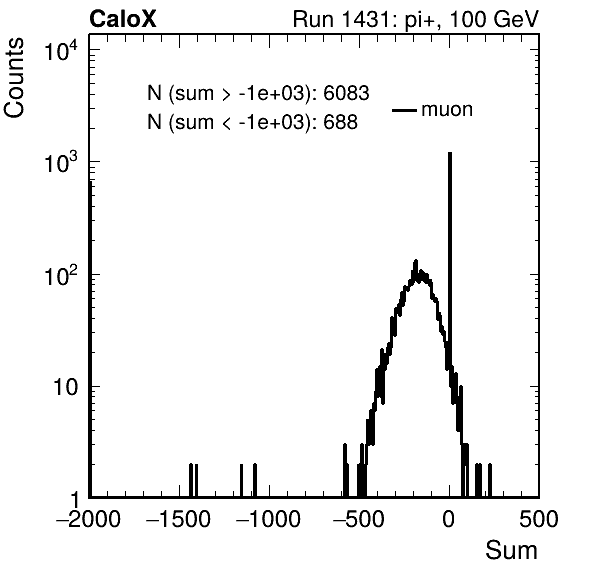 CaloX Run 1431: pi+, 100 GeV
Counts
N (sum > -1e+03): 6083
N (sum < -1e+03): 688
muon
10⁴
10³
10²
10
1
−2000 −1500 −1000 −500 0 500
Sum